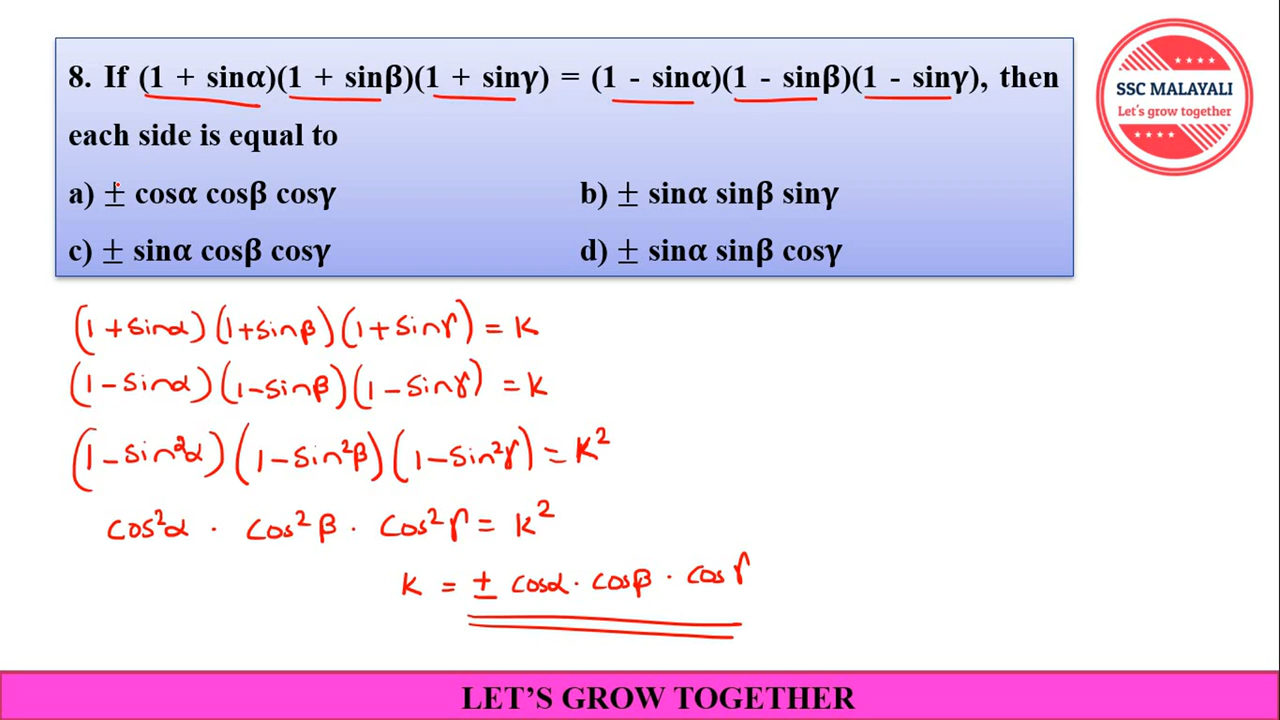 8. If (1 + sinα)(1 + sinβ)(1 + sinγ) = (1 - sinα)(1 - sinβ)(1 - sinγ), then
each side is equal to
a) ± cosα cosβ cosγ
b) ± sinα sinβ sinγ
c) ± sinα cosβ cosγ
d) ± sinα sinβ cosγ
SSC MALAYALI
Let's grow together
(1+sinα)(1+sinβ)(1+sinγ) = K
(1-sinα)(1-sinβ)(1-sinγ) = K
(1-sin²α)(1-sin²β)(1-sin²γ) = K²
cos²α · cos²β · cos²γ = K²
K = ± cosα · cosβ · cosγ
LET'S GROW TOGETHER